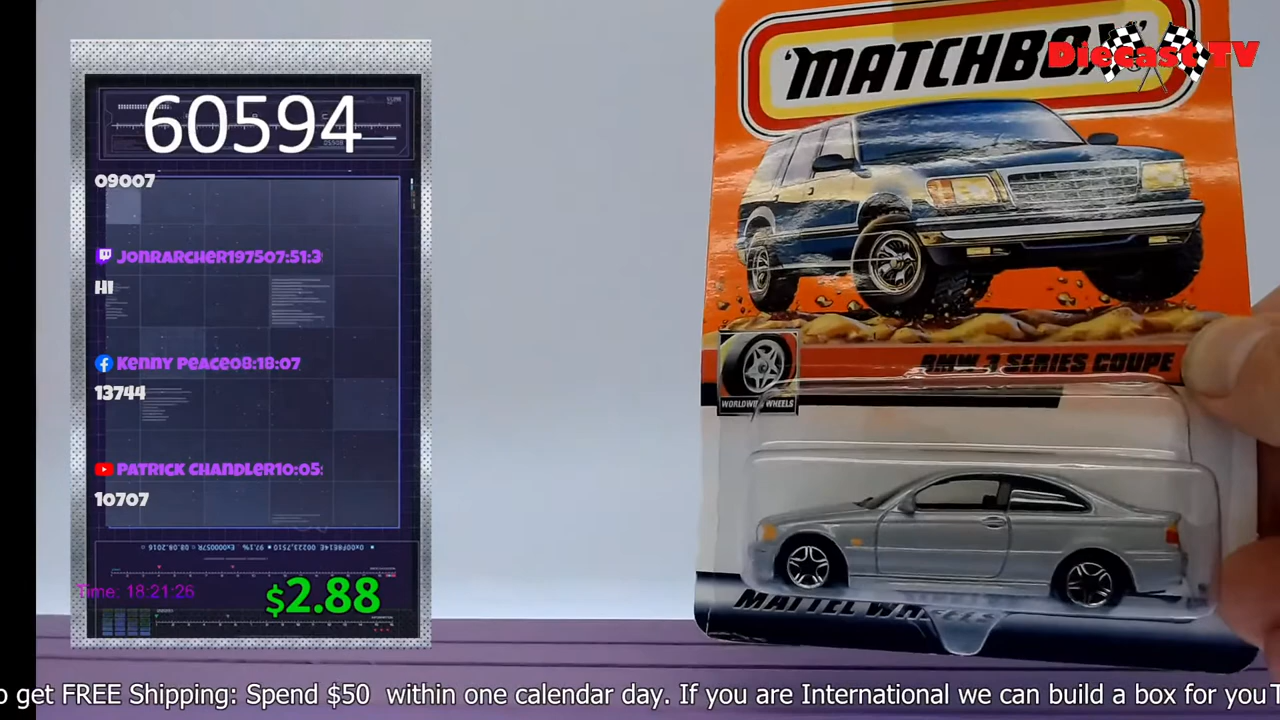 60594
09007
JONRARCHER197507:51:3
HI
Kenny Peace08:18:07
13744
Patrick Chandler10:05:
10707
Time: 18:21:26
$2.88
'MATCHBOX'
Diecast TV
BMW 3 SERIES COUPE
WORLDWIDE WHEELS
MATTEL WHEELS
o get FREE Shipping: Spend $50 within one calendar day. If you are International we can build a box for you T